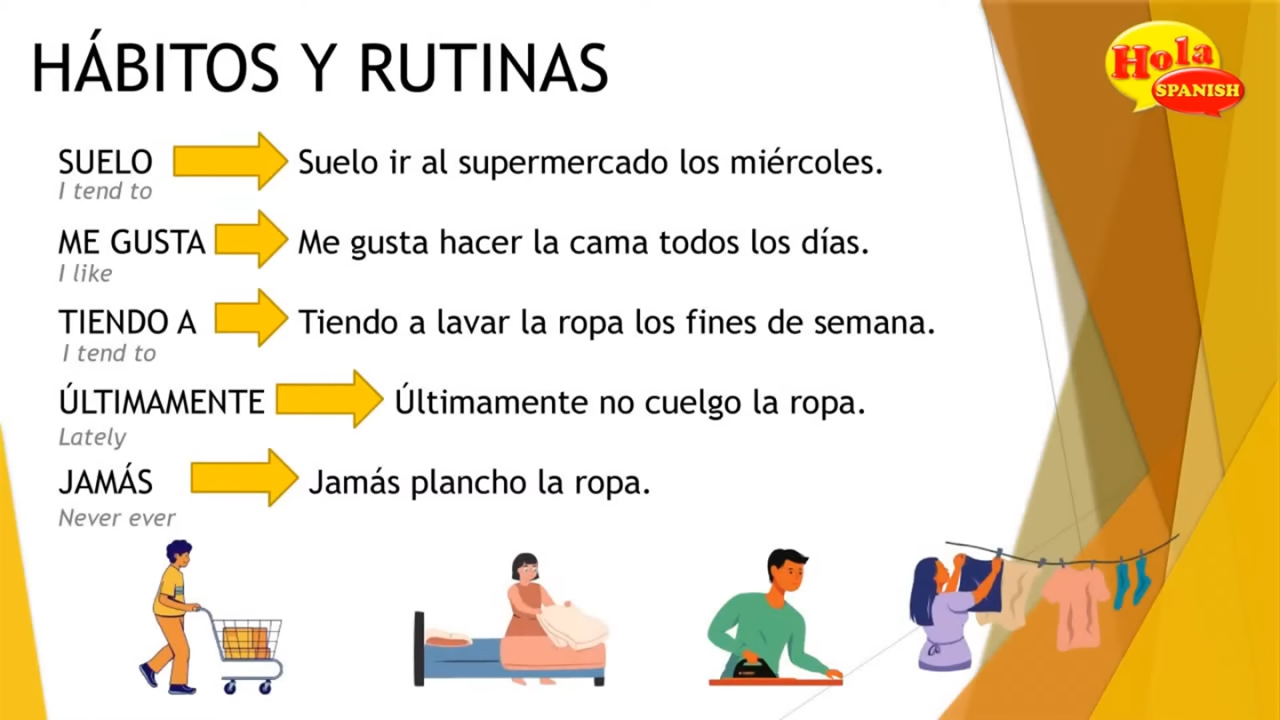 HÁBITOS Y RUTINAS
Hola
SPANISH
SUELO Suelo ir al supermercado los miércoles.
I tend to
ME GUSTA Me gusta hacer la cama todos los días.
I like
TIENDO A Tiendo a lavar la ropa los fines de semana.
I tend to
ÚLTIMAMENTE Últimamente no cuelgo la ropa.
Lately
JAMÁS Jamás plancho la ropa.
Never ever